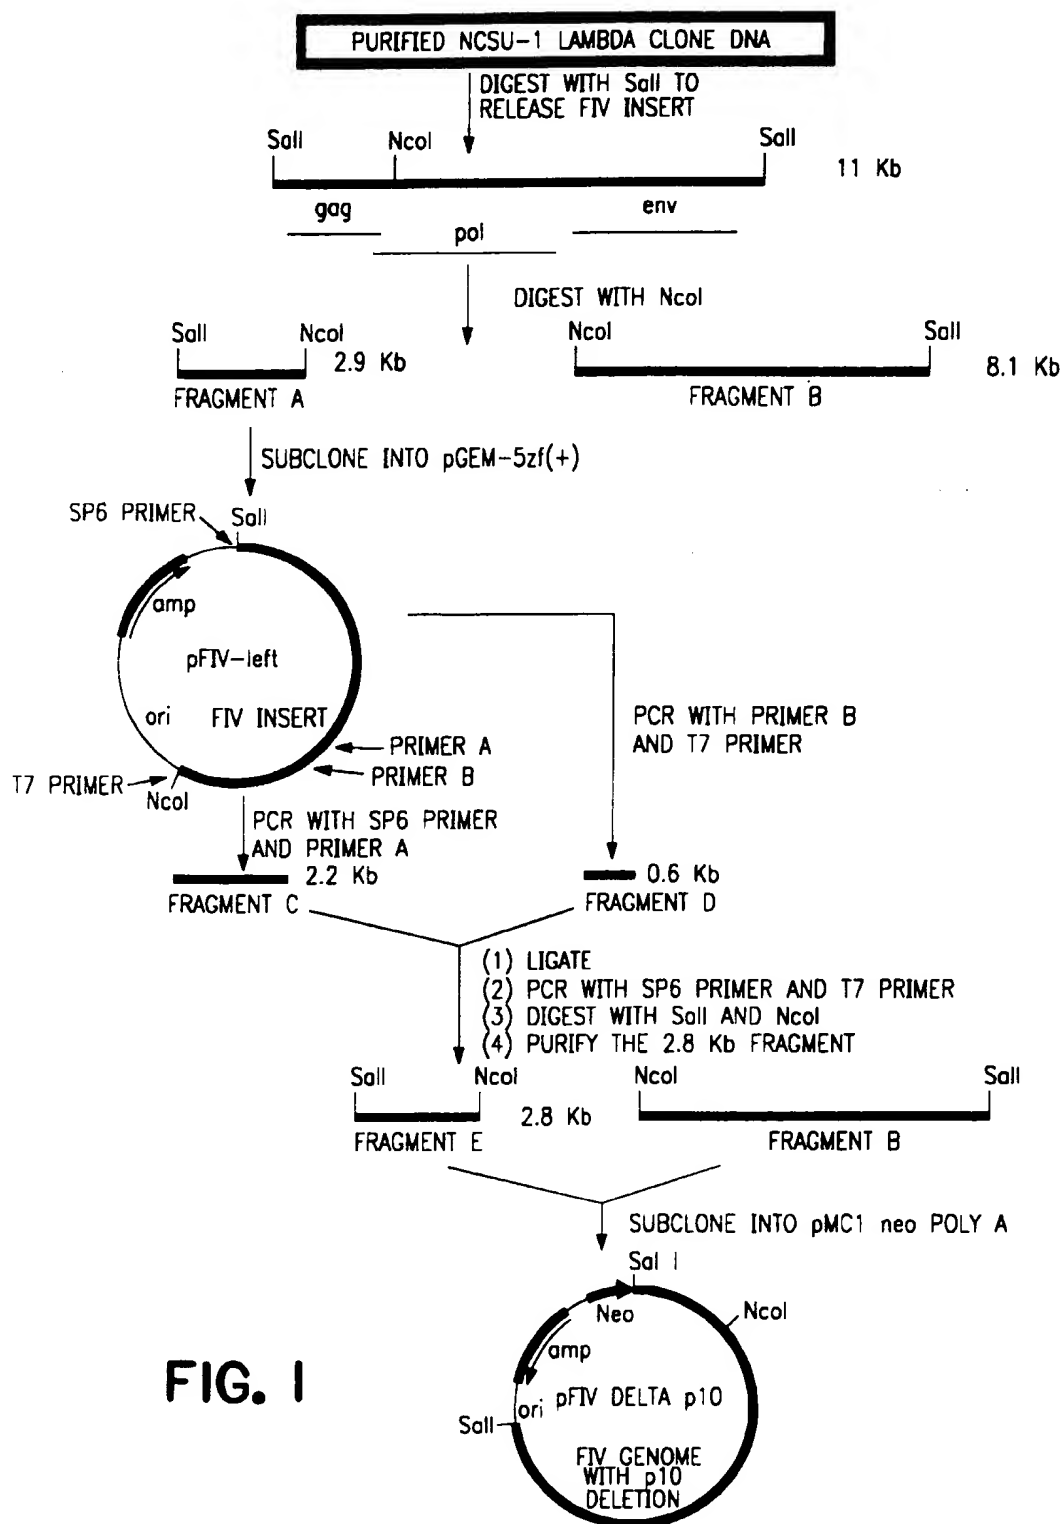 PURIFIED NCSU-1 LAMBDA CLONE DNA
DIGEST WITH SalI TO
RELEASE FIV INSERT
SalI
NcoI
SalI
11 Kb
gag
pol
env
DIGEST WITH NcoI
SalI
NcoI
2.9 Kb
FRAGMENT A
NcoI
SalI
8.1 Kb
FRAGMENT B
SUBCLONE INTO pGEM-5zf(+)
SP6 PRIMER
SalI
amp
pFIV-left
ori
FIV INSERT
PRIMER A
PRIMER B
T7 PRIMER
NcoI
PCR WITH PRIMER B
AND T7 PRIMER
PCR WITH SP6 PRIMER
AND PRIMER A
2.2 Kb
FRAGMENT C
0.6 Kb
FRAGMENT D
(1) LIGATE
(2) PCR WITH SP6 PRIMER AND T7 PRIMER
(3) DIGEST WITH SalI AND NcoI
(4) PURIFY THE 2.8 Kb FRAGMENT
SalI
NcoI
2.8 Kb
FRAGMENT E
NcoI
SalI
FRAGMENT B
SUBCLONE INTO pMC1 neo POLY A
Sal I
Neo
NcoI
amp
ori
pFIV DELTA p10
SalI
FIV GENOME
WITH p10
DELETION
FIG. I